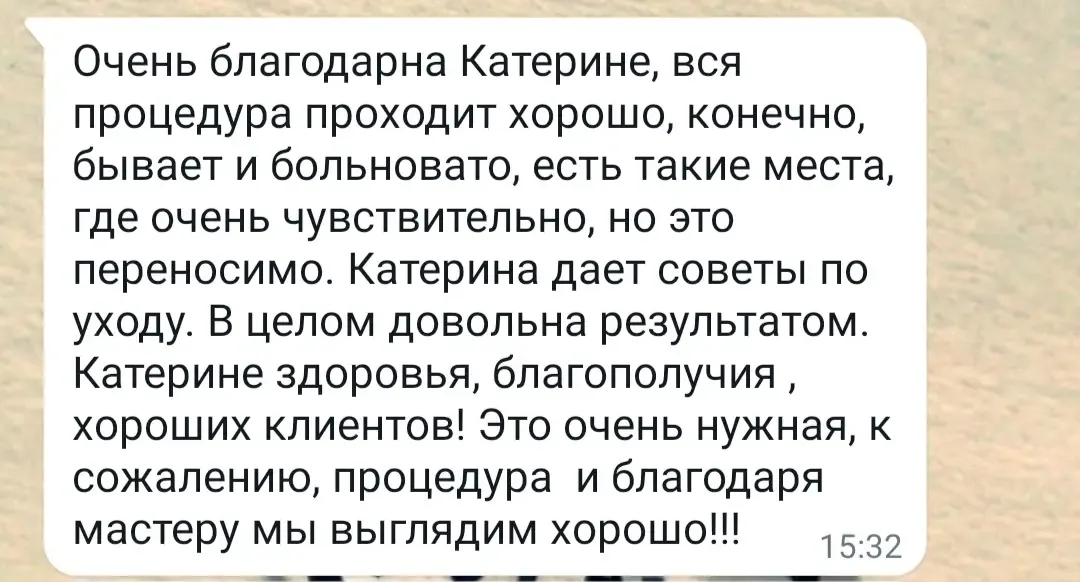 Очень благодарна Катерине, вся
процедура проходит хорошо, конечно,
бывает и больновато, есть такие места,
где очень чувствительно, но это
переносимо. Катерина дает советы по
уходу. В целом довольна результатом.
Катерине здоровья, благополучия ,
хороших клиентов! Это очень нужная, к
сожалению, процедура  и благодаря
мастеру мы выглядим хорошо!!!
15:32